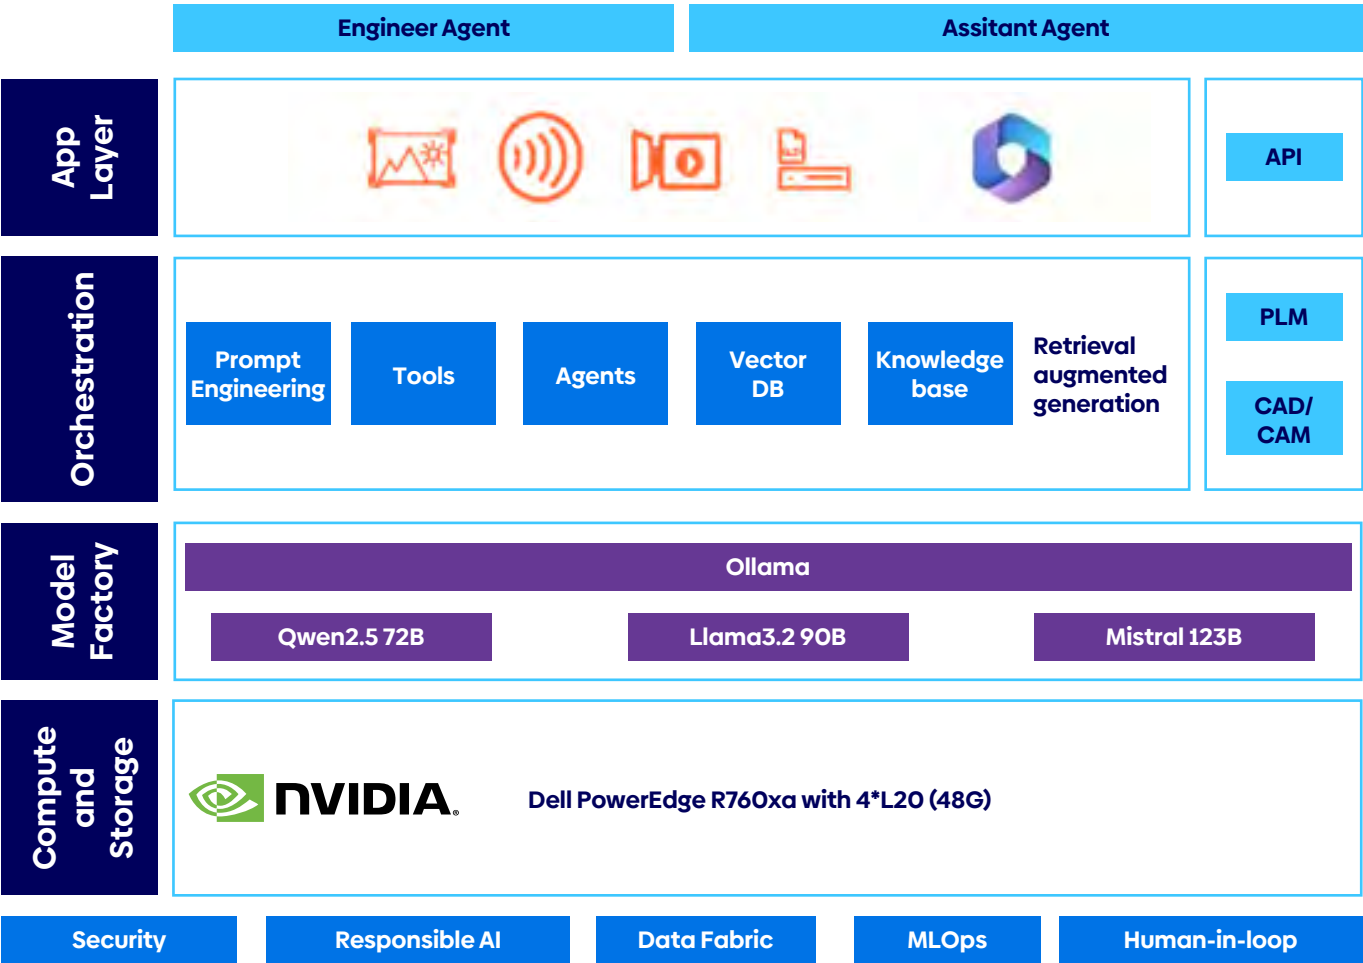 Engineer Agent
Assitant Agent
App
Layer
API
Orchestration
Prompt
Engineering
Tools
Agents
Vector
DB
Knowledge
base
Retrieval
augmented
generation
PLM
CAD/
CAM
Model
Factory
Ollama
Qwen2.5 72B
Llama3.2 90B
Mistral 123B
Compute
and
Storage
NVIDIA.
Dell PowerEdge R760xa with 4*L20 (48G)
Security
Responsible AI
Data Fabric
MLOps
Human-in-loop